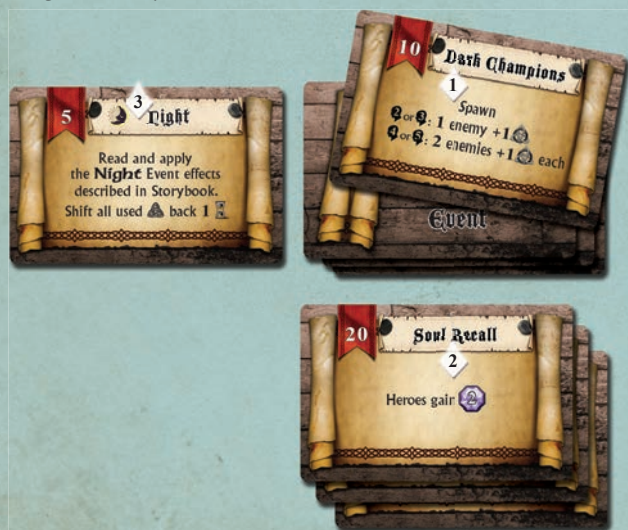 10
Dark Champions
1
Spawn
2 or 3: 1 enemy +1
4 or 5: 2 enemies +1 each
Event
5
3
Night
Read and apply
the Night Event effects
described in Storybook.
Shift all used back 1
20
Soul Recall
2
Heroes gain 2